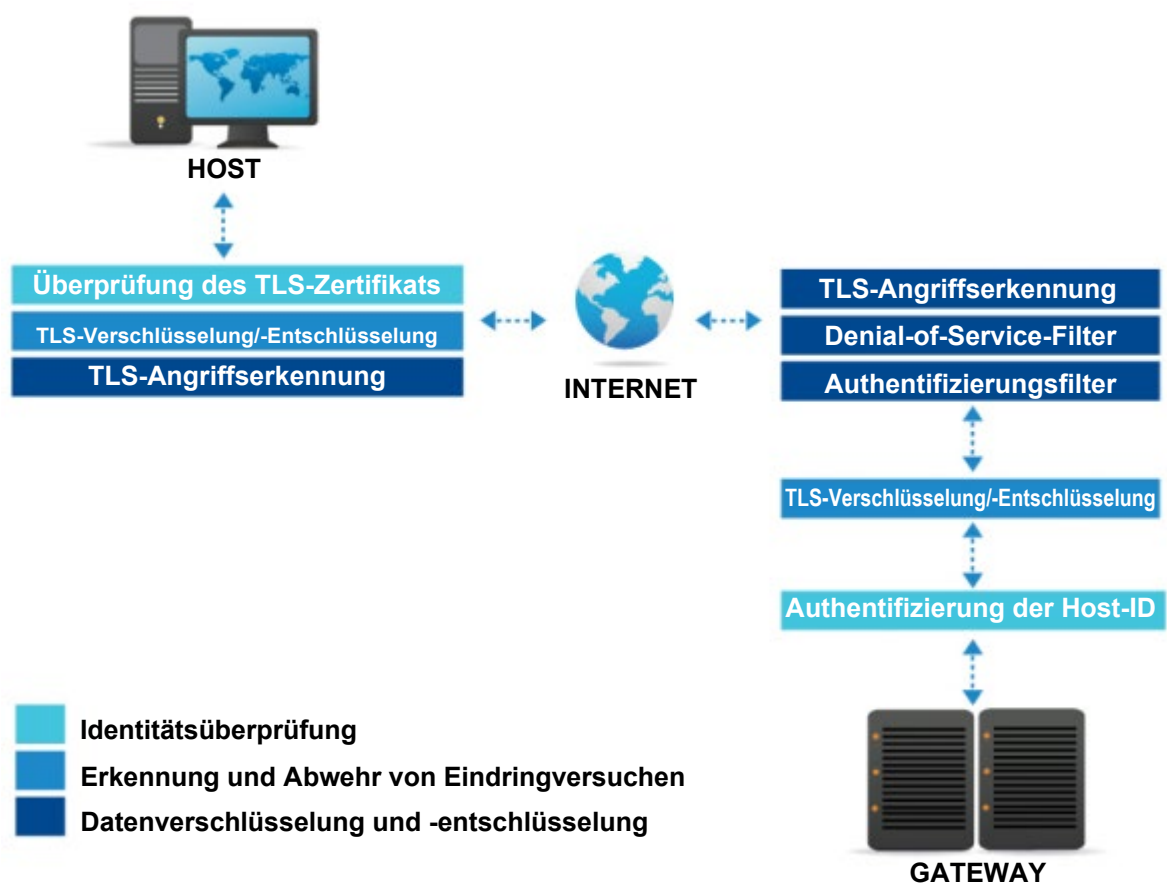 HOST
Überprüfung des TLS-Zertifikats
TLS-Verschlüsselung/-Entschlüsselung
TLS-Angriffserkennung
INTERNET
TLS-Angriffserkennung
Denial-of-Service-Filter
Authentifizierungsfilter
TLS-Verschlüsselung/-Entschlüsselung
Authentifizierung der Host-ID
Identitätsüberprüfung
Erkennung und Abwehr von Eindringversuchen
Datenverschlüsselung und -entschlüsselung
GATEWAY